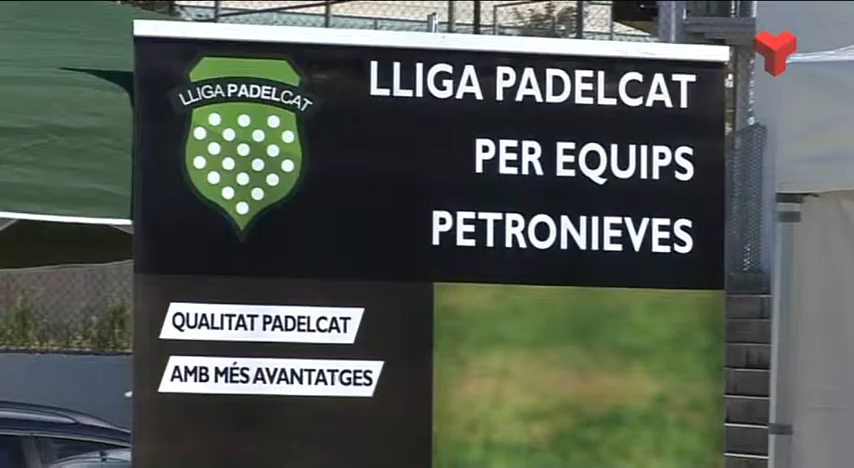 LLIGA PADELCAT
LLIGA PADELCAT
PER EQUIPS
PETRONIEVES
QUALITAT PADELCAT
AMB MÉS AVANTATGES